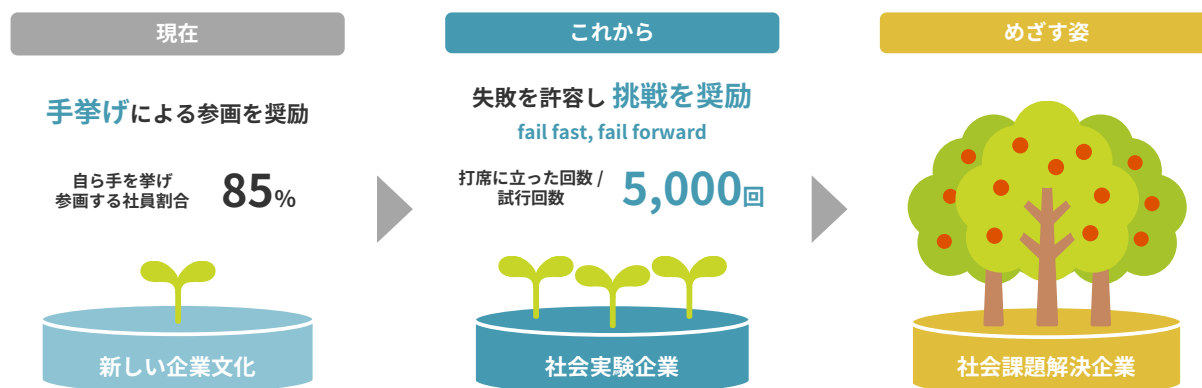 現在
手挙げによる参画を奨励
自ら手を挙げ
参画する社員割合
85%
新しい企業文化
これから
失敗を許容し 挑戦を奨励
fail fast, fail forward
打席に立った回数 /
試行回数
5,000回
社会実験企業
めざす姿
社会課題解決企業